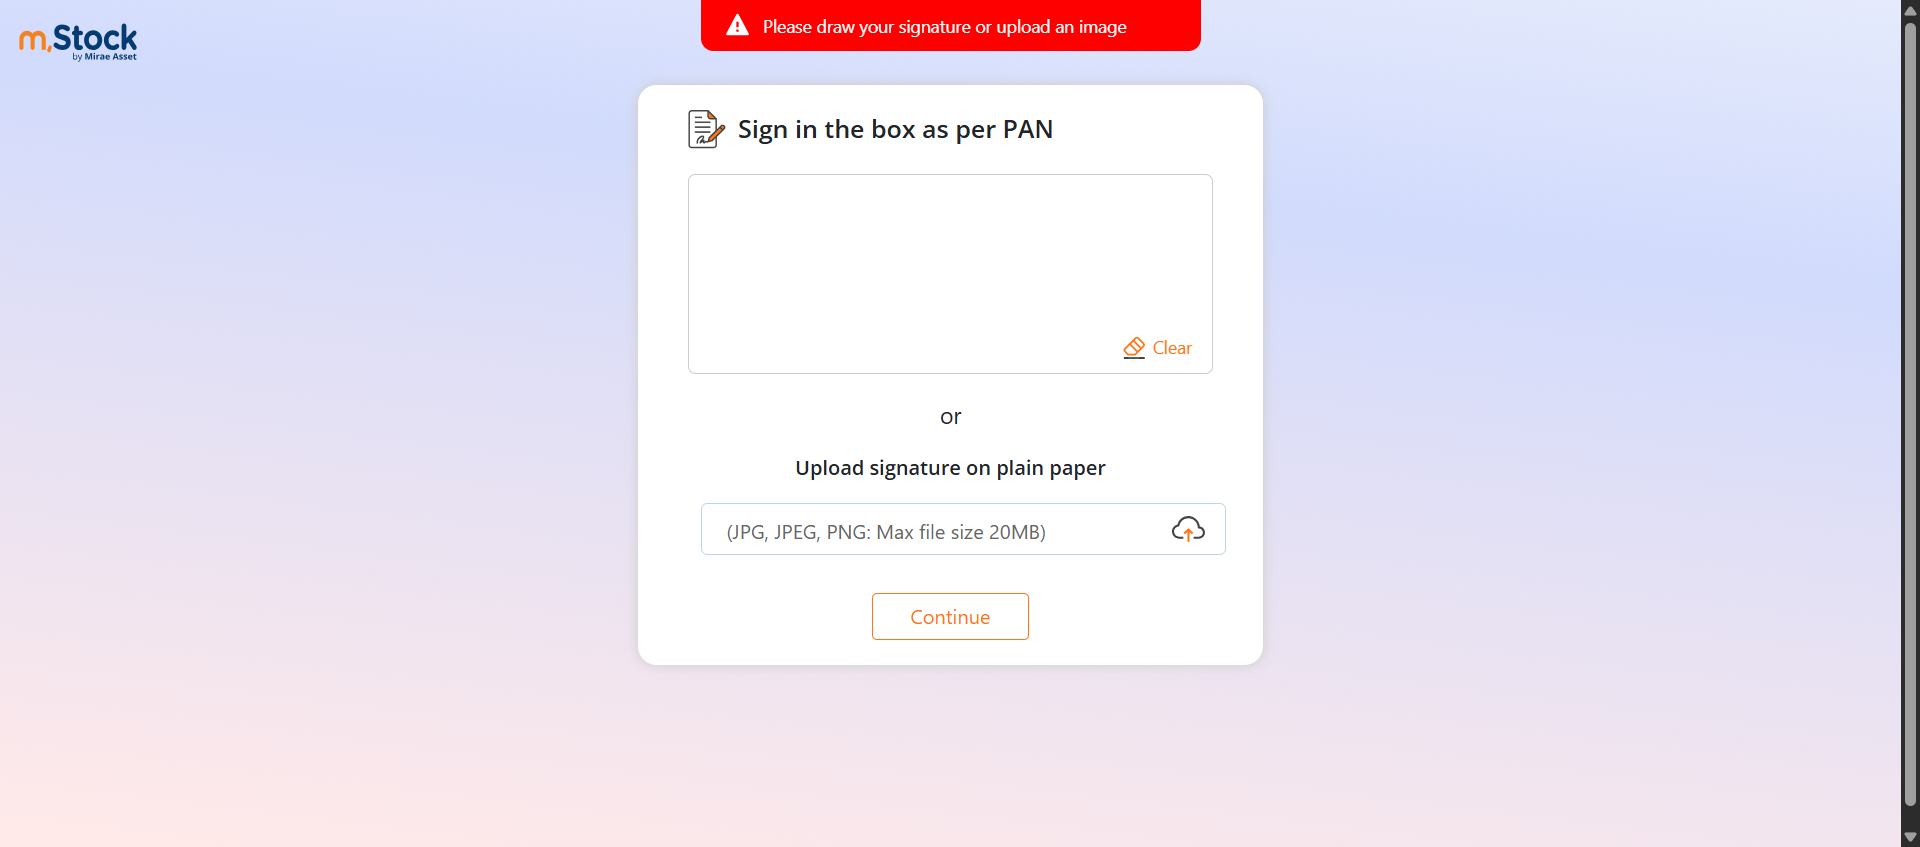 m.Stock
by Mirae Asset
Please draw your signature or upload an image
Sign in the box as per PAN
Clear
or
Upload signature on plain paper
(JPG, JPEG, PNG: Max file size 20MB)
Continue